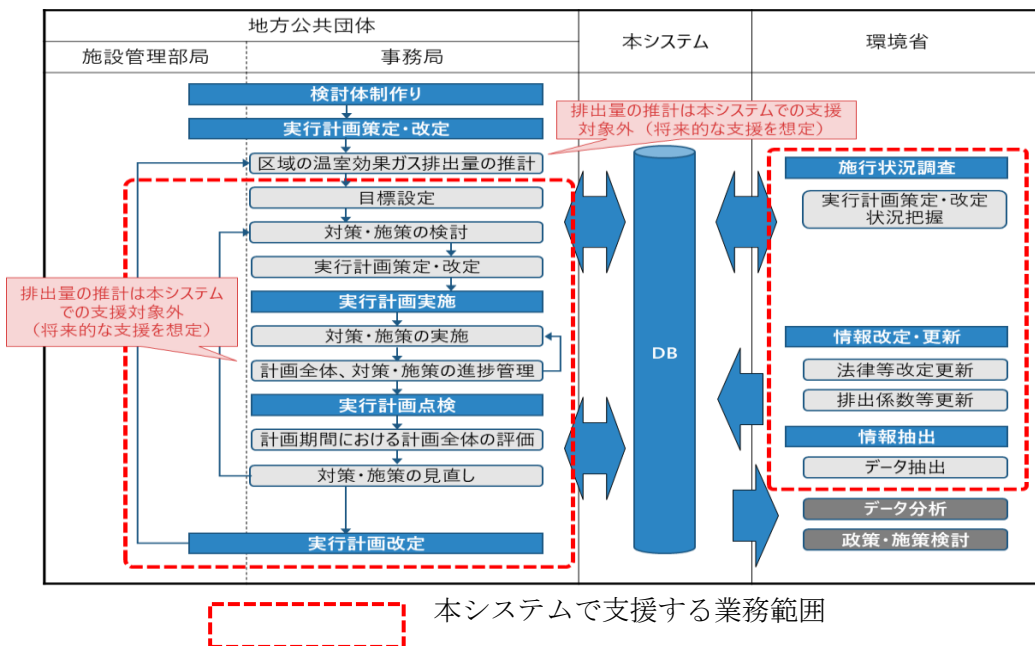 地方公共団体
本システム
環境省
施設管理部局
事務局
検討体制作り
実行計画策定・改定
排出量の推計は本システムでの支援
対象外（将来的な支援を想定）
区域の温室効果ガス排出量の推計
目標設定
対策・施策の検討
実行計画策定・改定
排出量の推計は本システム
での支援対象外
（将来的な支援を想定）
実行計画実施
対策・施策の実施
計画全体、対策・施策の進捗管理
実行計画点検
計画期間における計画全体の評価
対策・施策の見直し
実行計画改定
DB
施行状況調査
実行計画策定・改定
状況把握
情報改定・更新
法律等改定更新
排出係数等更新
情報抽出
データ抽出
データ分析
政策・施策検討
本システムで支援する業務範囲